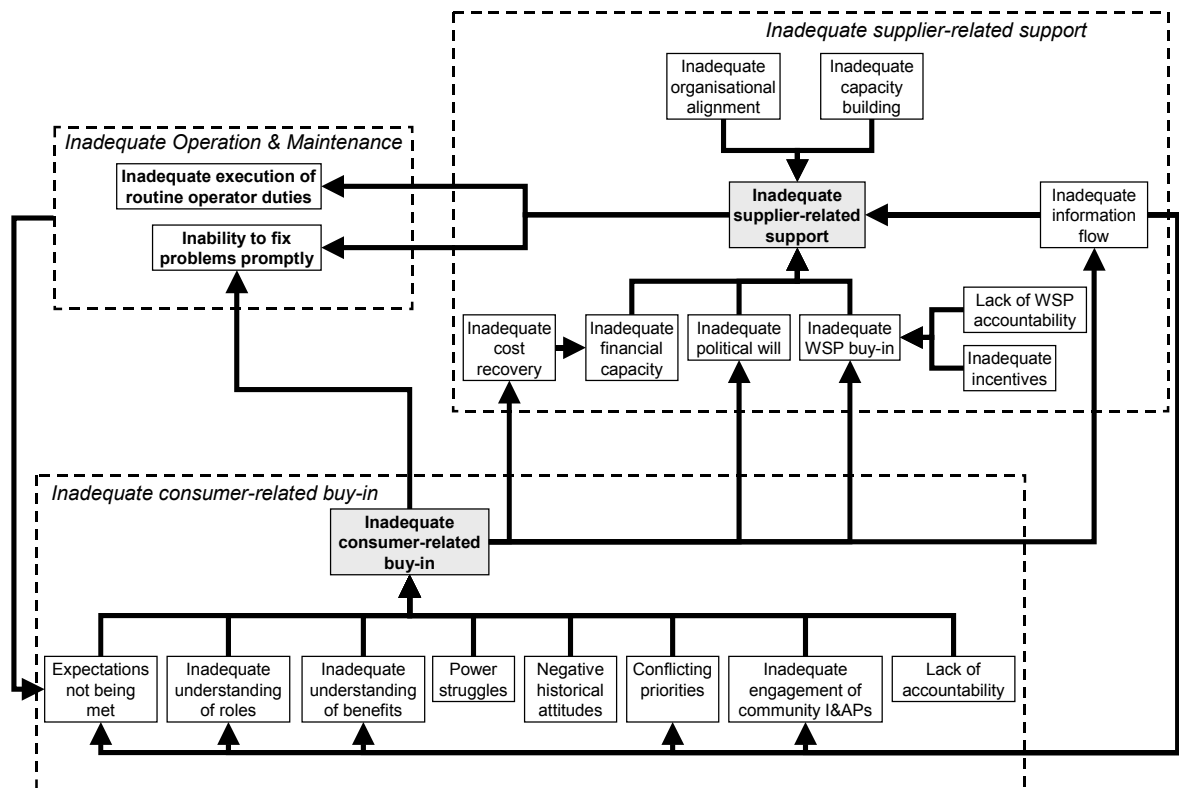 Inadequate supplier-related support
Inadequate
organisational
alignment
Inadequate
capacity
building
Inadequate Operation & Maintenance
Inadequate execution of
routine operator duties
Inability to fix
problems promptly
Inadequate
supplier-related
support
Inadequate
information
flow
Inadequate
cost
recovery
Inadequate
financial
capacity
Inadequate
political will
Inadequate
WSP buy-in
Lack of WSP
accountability
Inadequate
incentives
Inadequate consumer-related buy-in
Inadequate
consumer-related
buy-in
Expectations
not being
met
Inadequate
understanding
of roles
Inadequate
understanding
of benefits
Power
struggles
Negative
historical
attitudes
Conflicting
priorities
Inadequate
engagement of
community I&APs
Lack of
accountability